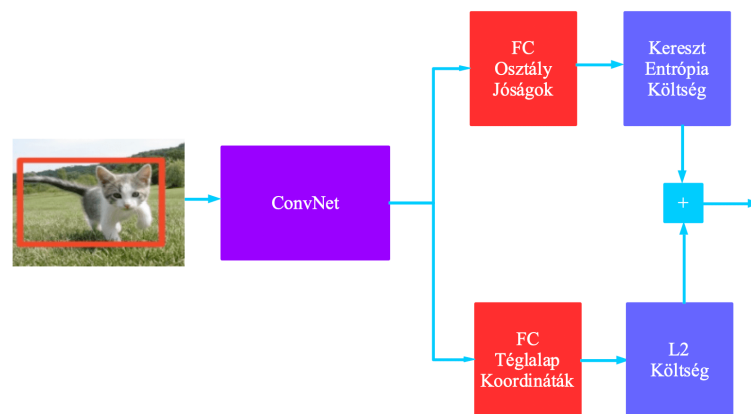 FC
Osztály
Jóságok
Kereszt
Entrópia
Költség
ConvNet
+
FC
Téglalap
Koordináták
L2
Költség